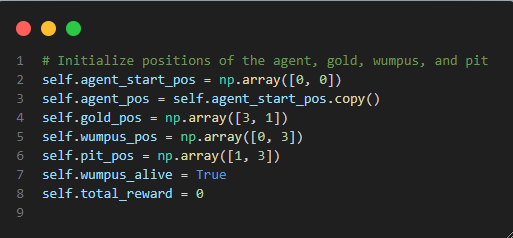 1 # Initialize positions of the agent, gold, wumpus, and pit
2 self.agent_start_pos = np.array([0, 0])
3 self.agent_pos = self.agent_start_pos.copy()
4 self.gold_pos = np.array([3, 1])
5 self.wumpus_pos = np.array([0, 3])
6 self.pit_pos = np.array([1, 3])
7 self.wumpus_alive = True
8 self.total_reward = 0
9